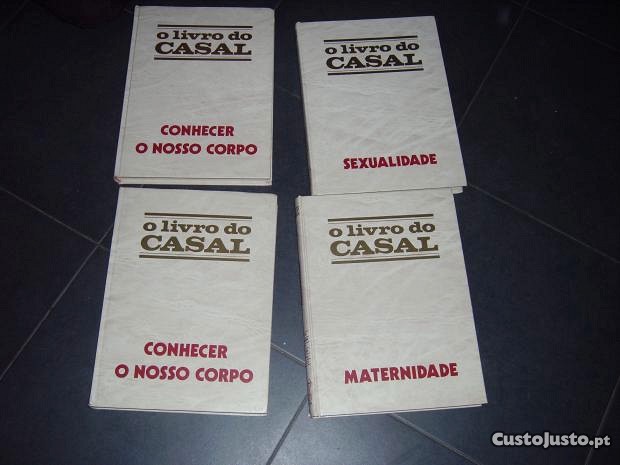 o livro do
CASAL
CONHECER
O NOSSO CORPO
o livro do
CASAL
SEXUALIDADE
o livro do
CASAL
CONHECER
O NOSSO CORPO
o livro do
CASAL
MATERNIDADE
CustoJusto.pt